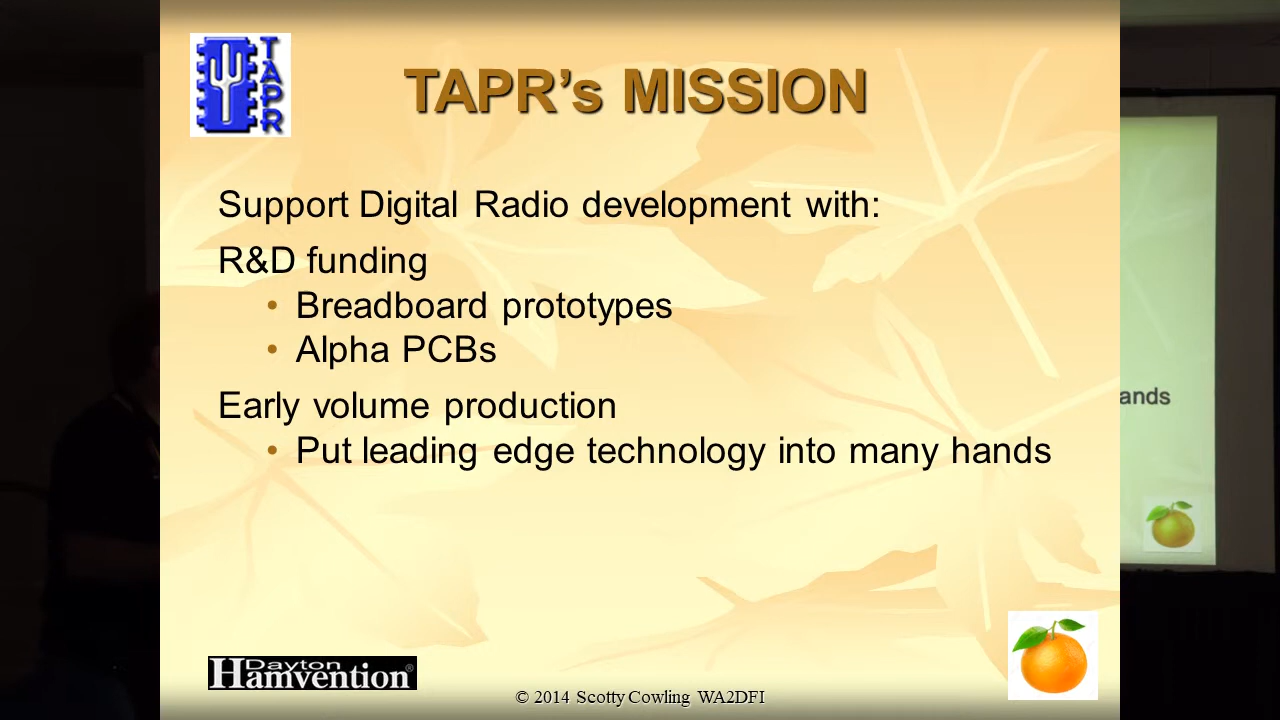 TAPR
TAPR's MISSION
Support Digital Radio development with:
R&D funding
• Breadboard prototypes
• Alpha PCBs
Early volume production
• Put leading edge technology into many hands
ands
Dayton
Hamvention®
© 2014 Scotty Cowling WA2DFI